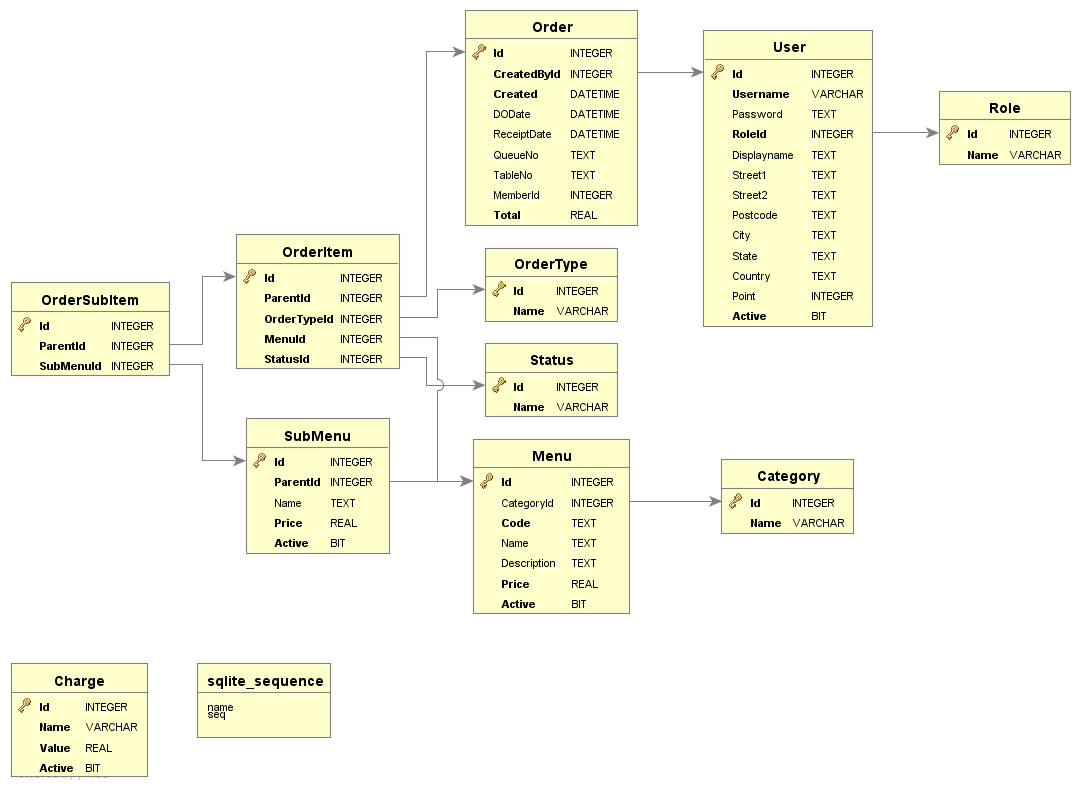 Order
Id INTEGER
CreatedById INTEGER
Created DATETIME
DODate DATETIME
ReceiptDate DATETIME
QueueNo TEXT
TableNo TEXT
MemberId INTEGER
Total REAL
User
Id INTEGER
Username VARCHAR
Password TEXT
RoleId INTEGER
Displayname TEXT
Street1 TEXT
Street2 TEXT
Postcode TEXT
City TEXT
State TEXT
Country TEXT
Point INTEGER
Active BIT
Role
Id INTEGER
Name VARCHAR
OrderItem
Id INTEGER
ParentId INTEGER
OrderTypeId INTEGER
MenuId INTEGER
StatusId INTEGER
OrderType
Id INTEGER
Name VARCHAR
OrderSubItem
Id INTEGER
ParentId INTEGER
SubMenuId INTEGER
Status
Id INTEGER
Name VARCHAR
SubMenu
Id INTEGER
ParentId INTEGER
Name TEXT
Price REAL
Active BIT
Menu
Id INTEGER
CategoryId INTEGER
Code TEXT
Name TEXT
Description TEXT
Price REAL
Active BIT
Category
Id INTEGER
Name VARCHAR
Charge
Id INTEGER
Name VARCHAR
Value REAL
Active BIT
sqlite_sequence
name
seq